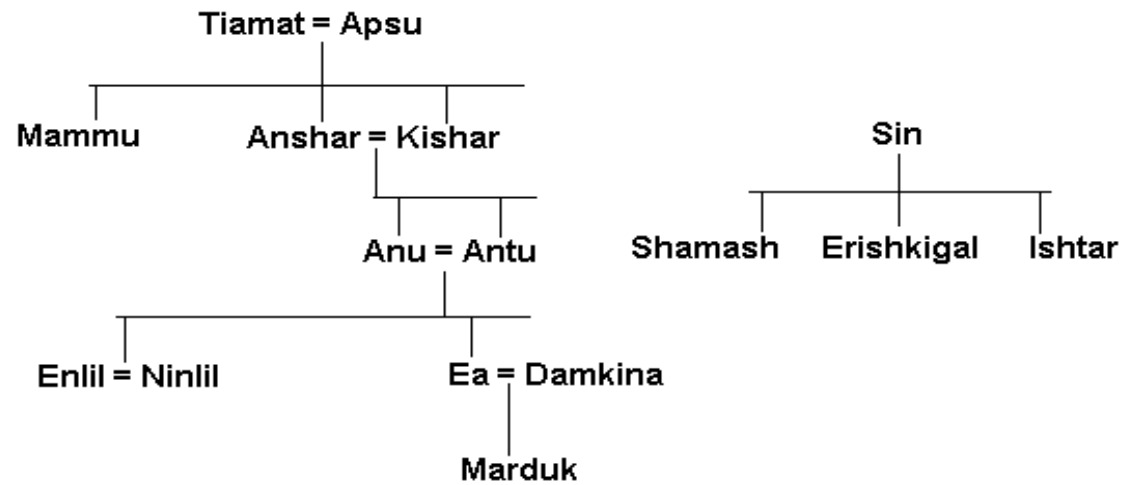 Tiamat = Apsu
Mammu Anshar = Kishar Sin
Anu = Antu Shamash Erishkigal Ishtar
Enlil = Ninlil Ea = Damkina
Marduk